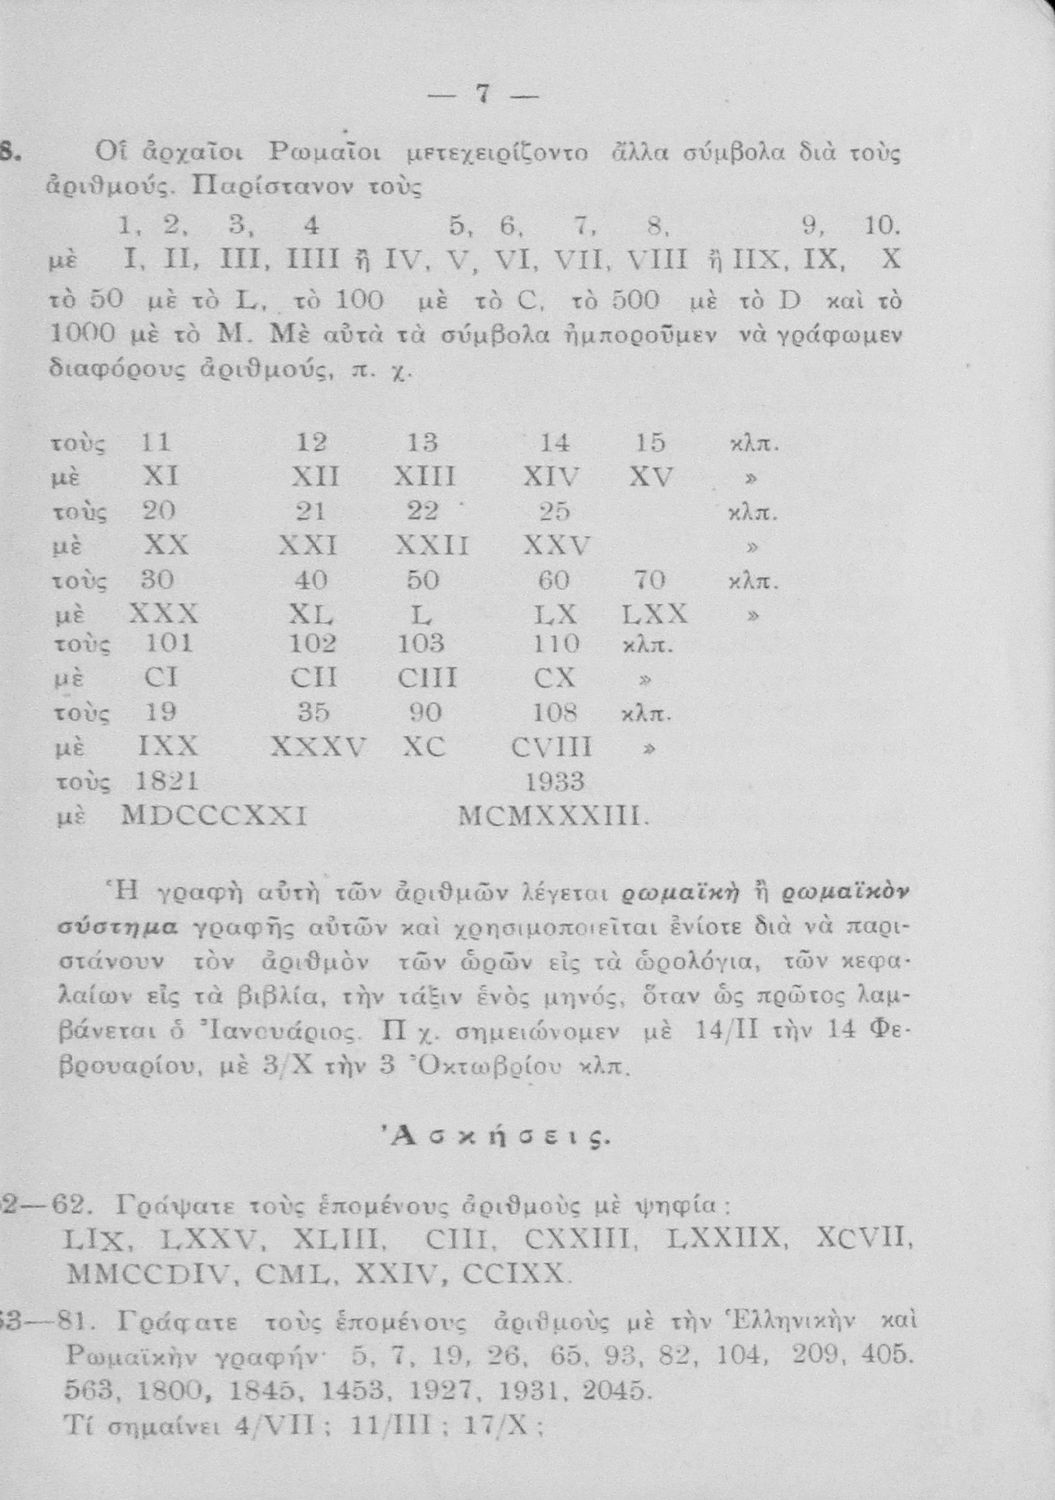 — 7 —
8. Οἱ ἀρχαῖοι Ρωμαῖοι μετεχειρίζοντο ἄλλα σύμβολα διὰ τοὺς
ἀριθμούς. Παρίστανον τοὺς
1, 2, 3, 4 5, 6, 7, 8, 9, 10.
μὲ I, II, III, IIII ἢ IV, V, VI, VII, VIII ἢ IIX, IX, X
τὸ 50 μὲ τὸ L, τὸ 100 μὲ τὸ C, τὸ 500 μὲ τὸ D καὶ τὸ
1000 μὲ τὸ M. Μὲ αὐτὰ τὰ σύμβολα ἠμποροῦμεν νὰ γράφωμεν
διαφόρους ἀριθμούς, π. χ.
τοὺς 11 12 13 14 15 κλπ.
μὲ XI XII XIII XIV XV »
τοὺς 20 21 22 25 κλπ.
μὲ XX XXI XXII XXV »
τοὺς 30 40 50 60 70 κλπ.
μὲ XXX XL L LX LXX »
τοὺς 101 102 103 110 κλπ.
μὲ CI CII CIII CX »
τοὺς 19 35 90 108 κλπ.
μὲ IXX XXXV XC CVIII »
τοὺς 1821 1933
μὲ MDCCCXXI MCMXXXIII.
Ἡ γραφὴ αὐτὴ τῶν ἀριθμῶν λέγεται ρωμαϊκὴ ἢ ρωμαϊκὸν
σύστημα γραφῆς αὐτῶν καὶ χρησιμοποιεῖται ἐνίοτε διὰ νὰ παρι-
στάνουν τὸν ἀριθμὸν τῶν ὡρῶν εἰς τὰ ὡρολόγια, τῶν κεφα-
λαίων εἰς τὰ βιβλία, τὴν τάξιν ἑνὸς μηνός, ὅταν ὡς πρῶτος λαμ-
βάνεται ὁ Ἰανουάριος. Π χ. σημειώνομεν μὲ 14/II τὴν 14 Φε-
βρουαρίου, μὲ 3/X τὴν 3 Ὀκτωβρίου κλπ.
Ἀσκήσεις.
2—62. Γράψατε τοὺς ἑπομένους ἀριθμοὺς μὲ ψηφία:
LIX, LXXV, XLIII, CIII, CXXIII, LXXIIX, XCVII,
MMCCDIV, CML, XXIV, CCIXX.
63—81. Γράψατε τοὺς ἑπομένους ἀριθμοὺς μὲ τὴν Ἑλληνικὴν καὶ
Ρωμαϊκὴν γραφήν· 5, 7, 19, 26, 65, 93, 82, 104, 209, 405.
563, 1800, 1845, 1453, 1927, 1931, 2045.
Τί σημαίνει 4/VII; 11/III; 17/X;